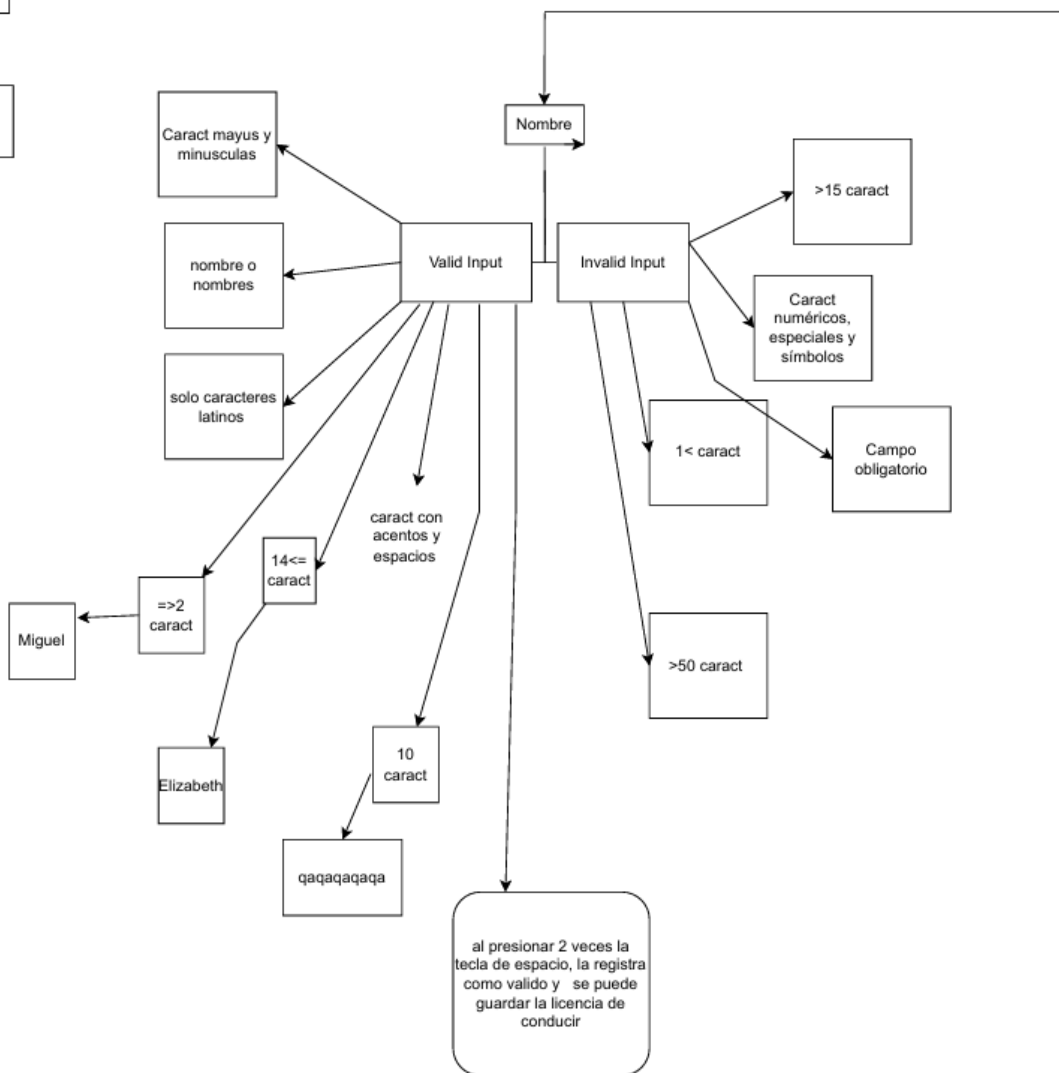 Nombre
Caract mayus y
minusculas
>15 caract
nombre o
nombres
Valid Input
Invalid Input
Caract
numéricos,
especiales y
símbolos
solo caracteres
latinos
1< caract
Campo
obligatorio
caract con
acentos y
espacios
14<=
caract
=>2
caract
Miguel
>50 caract
Elizabeth
10
caract
qaqaqaqaqa
al presionar 2 veces la
tecla de espacio, la registra
como valido y se puede
guardar la licencia de
conducir